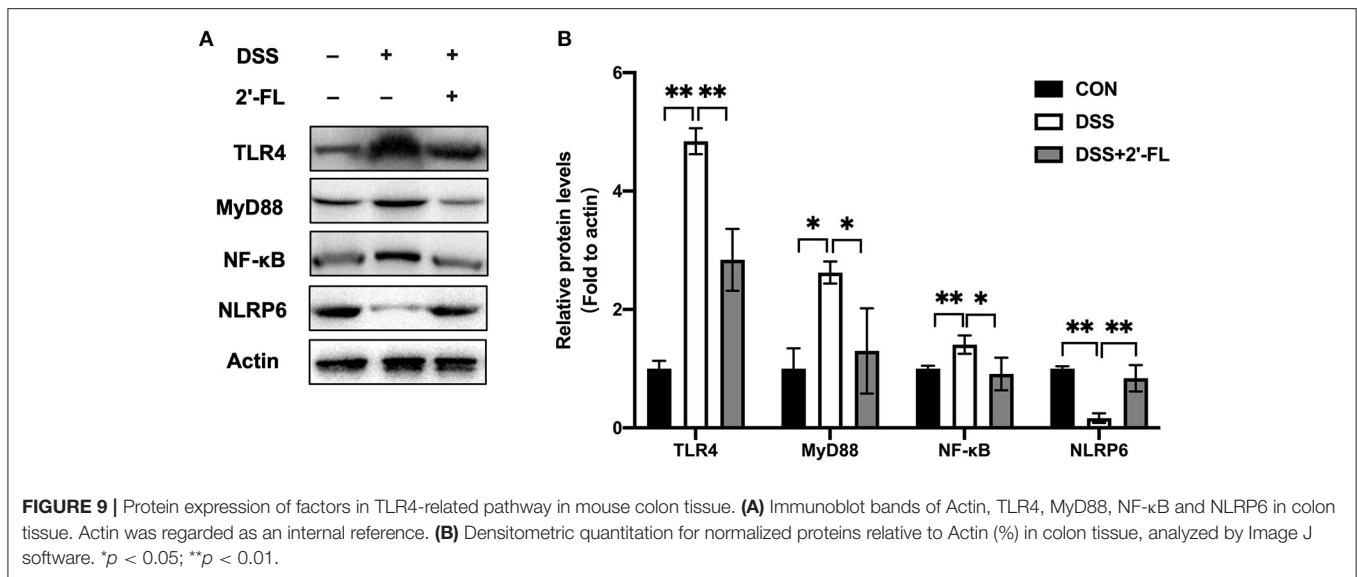 A
DSS – + +
2'-FL – – +
TLR4
MyD88
NF-κB
NLRP6
Actin
B
Relative protein levels
(Fold to actin)
6
4
2
0
** **
* *
** *
** **
CON
DSS
DSS+2'-FL
TLR4 MyD88 NF-κB NLRP6
FIGURE 9 | Protein expression of factors in TLR4-related pathway in mouse colon tissue. (A) Immunoblot bands of Actin, TLR4, MyD88, NF-κB and NLRP6 in colon
tissue. Actin was regarded as an internal reference. (B) Densitometric quantitation for normalized proteins relative to Actin (%) in colon tissue, analyzed by Image J
software. *p < 0.05; **p < 0.01.